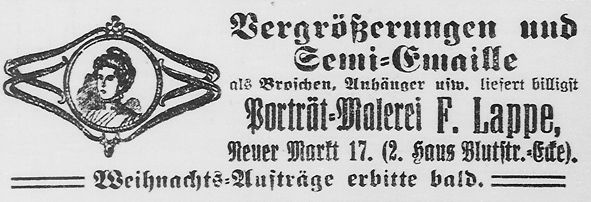 Vergrößerungen und
Semi-Emaille
als Broschen, Anhänger usw. liefert billigst
Porträt-Malerei F. Lappe,
Neuer Markt 17. (2. Haus Blutstr.-Ecke).
Weihnachts-Aufträge erbitte bald.